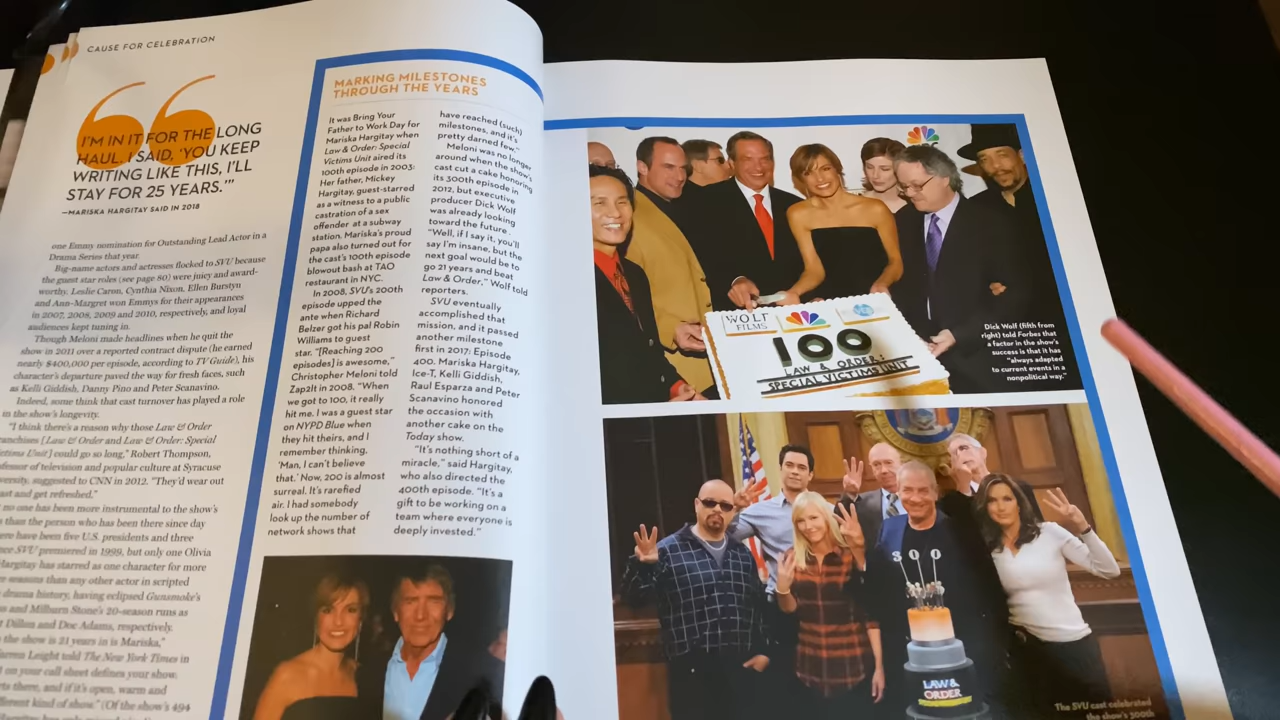 CAUSE FOR CELEBRATION
I'M IN IT FOR THE LONG
HAUL. I SAID, 'YOU KEEP
WRITING LIKE THIS, I'LL
STAY FOR 25 YEARS.'"
—MARISKA HARGITAY SAID IN 2018
one Emmy nomination for Outstanding Lead Actor in a
Drama Series that year.
Big-name actors and actresses flocked to SVU because
the guest star roles (see page 80) were juicy and award-
worthy. Leslie Caron, Cynthia Nixon, Ellen Burstyn
and Ann-Margret won Emmys for their appearances
in 2007, 2008, 2009 and 2010, respectively, and loyal
audiences kept tuning in.
Though Meloni made headlines when he quit the
show in 2011 over a reported contract dispute (he earned
nearly $400,000 per episode, according to TV Guide), his
character's departure paved the way for fresh faces, such
as Kelli Giddish, Danny Pino and Peter Scanavino.
Indeed, some think that cast turnover has played a role
in the show's longevity.
"I think there's a reason why those Law & Order
[Law & Order and Law & Order: Special
Unit] could go so long," Robert Thompson,
of television and popular culture at Syracuse
suggested to CNN in 2012. "They'd wear out
and get refreshed."
no one has been more instrumental to the show's
than the person who has been there since day
have been five U.S. presidents and three
SVU premiered in 1999, but only one Olivia
Hargitay has starred as one character for more
seasons than any other actor in scripted
drama history, having eclipsed Gunsmoke's
and Milburn Stone's 20-season runs as
Dillon and Doc Adams, respectively.
the show is 21 years in is Mariska,"
Leight told The New York Times in
on your call sheet defines your show.
there, and if it's open, warm and
kind of show." (Of the show's 494
MARKING MILESTONES
THROUGH THE YEARS
It was Bring Your
Father to Work Day for
Mariska Hargitay when
Law & Order: Special
Victims Unit aired its
100th episode in 2003:
Her father, Mickey
Hargitay, guest-starred
as a witness to a public
castration of a sex
offender at a subway
station. Mariska's proud
papa also turned out for
the cast's 100th episode
blowout bash at TAO
restaurant in NYC.
In 2008, SVU's 200th
episode upped the
ante when Richard
Belzer got his pal Robin
Williams to guest
star. "[Reaching 200
episodes] is awesome,"
Christopher Meloni told
Zap2It in 2008. "When
we got to 100, it really
hit me. I was a guest star
on NYPD Blue when
they hit theirs, and I
remember thinking,
'Man, I can't believe
that.' Now, 200 is almost
surreal. It's rarefied
air. I had somebody
look up the number of
network shows that
have reached (such)
milestones, and it's
pretty darned few."
Meloni was no longer
around when the show's
cast cut a cake honoring
its 300th episode in
2012, but executive
producer Dick Wolf
was already looking
toward the future.
"Well, if I say it, you'll
say I'm insane, but the
next goal would be to
go 21 years and beat
Law & Order," Wolf told
reporters.
SVU eventually
accomplished that
mission, and it passed
another milestone
first in 2017: Episode
400. Mariska Hargitay,
Ice-T, Kelli Giddish,
Raul Esparza and Peter
Scanavino honored
the occasion with
another cake on the
Today show.
"It's nothing short of a
miracle," said Hargitay,
who also directed the
400th episode. "It's a
gift to be working on a
team where everyone is
deeply invested."
WOLF
FILMS
100
LAW & ORDER:
SPECIAL VICTIMS UNIT
Dick Wolf (fifth from
right) told Forbes that
a factor in the show's
success is that it has
"always adapted
to current events in a
nonpolitical way."
300
LAW &
ORDER
The SVU cast celebrated
the show's 300th